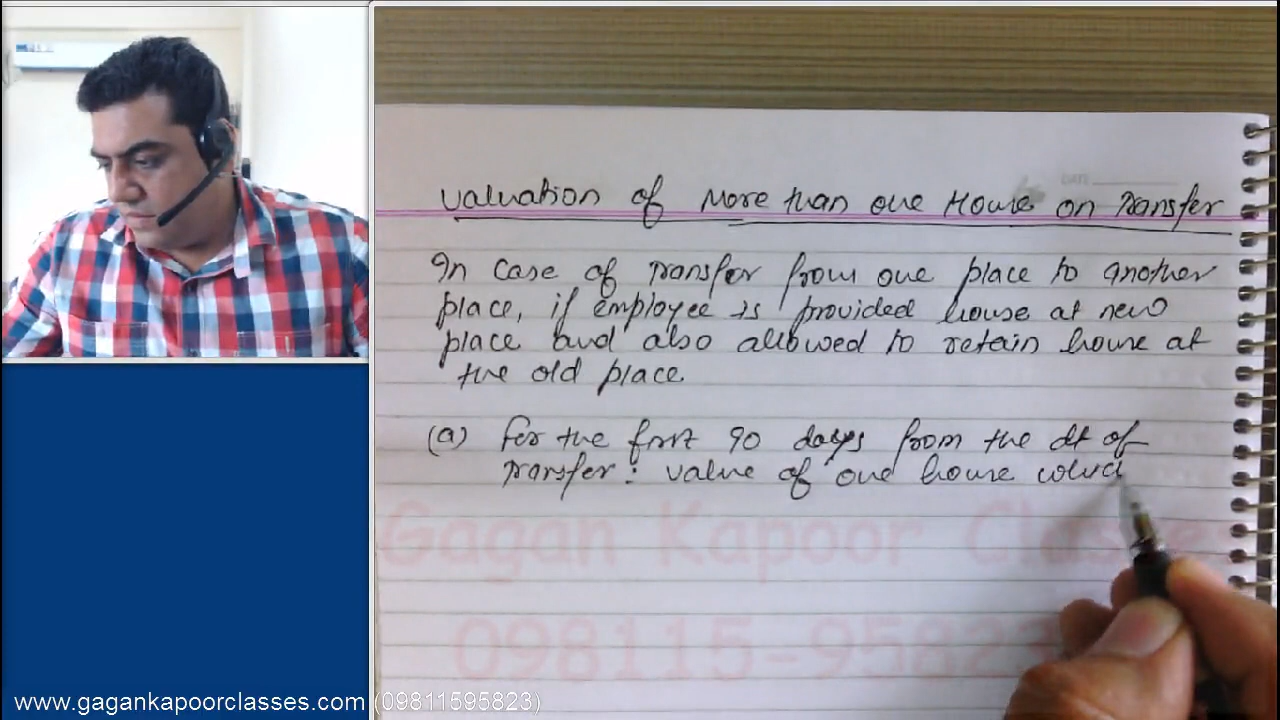 DATE
Valuation of More than one House on Transfer
In case of Transfer from one place to another
place, if employee is provided house at new
place and also allowed to retain house at
the old place.
(a) For the first 90 days from the dt of
Transfer: value of one house which
Gagan Kapoor Classes
098115-95823
www.gagankapoorclasses.com (09811595823)